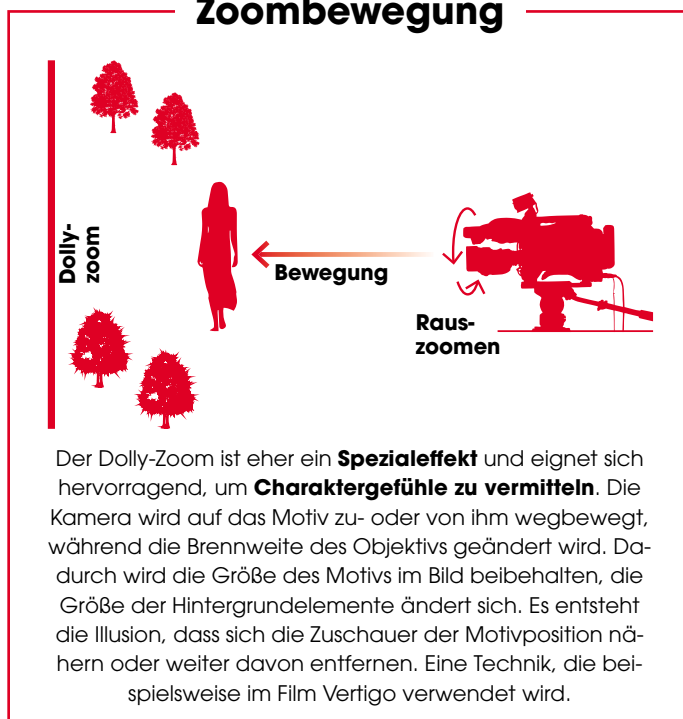 Zoombewegung
Dolly-
zoom
Bewegung
Raus-
zoomen
Der Dolly-Zoom ist eher ein Spezialeffekt und eignet sich
hervorragend, um Charaktergefühle zu vermitteln. Die
Kamera wird auf das Motiv zu- oder von ihm wegbewegt,
während die Brennweite des Objektivs geändert wird. Da-
durch wird die Größe des Motivs im Bild beibehalten, die
Größe der Hintergrundelemente ändert sich. Es entsteht
die Illusion, dass sich die Zuschauer der Motivposition nä-
hern oder weiter davon entfernen. Eine Technik, die bei-
spielsweise im Film Vertigo verwendet wird.